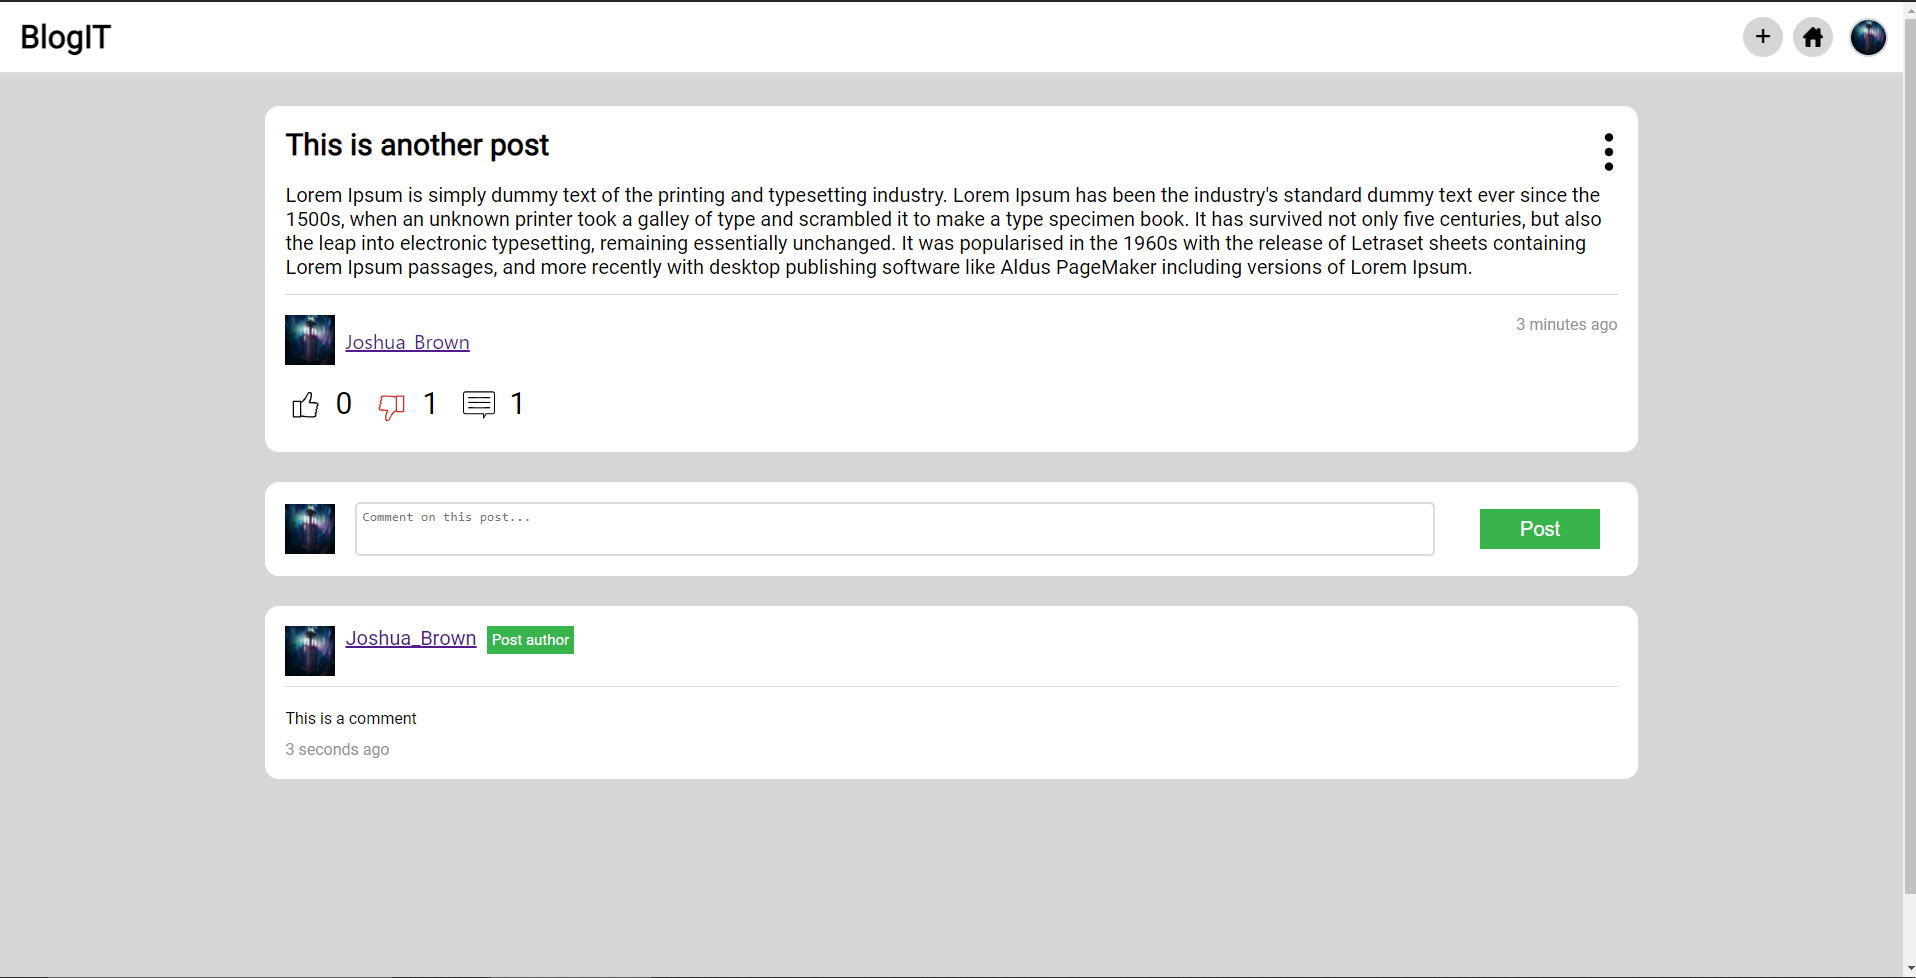 BlogIT
+
This is another post
Lorem Ipsum is simply dummy text of the printing and typesetting industry. Lorem Ipsum has been the industry's standard dummy text ever since the
1500s, when an unknown printer took a galley of type and scrambled it to make a type specimen book. It has survived not only five centuries, but also
the leap into electronic typesetting, remaining essentially unchanged. It was popularised in the 1960s with the release of Letraset sheets containing
Lorem Ipsum passages, and more recently with desktop publishing software like Aldus PageMaker including versions of Lorem Ipsum.
Joshua_Brown
3 minutes ago
0 1 1
Comment on this post...
Post
Joshua_Brown Post author
This is a comment
3 seconds ago